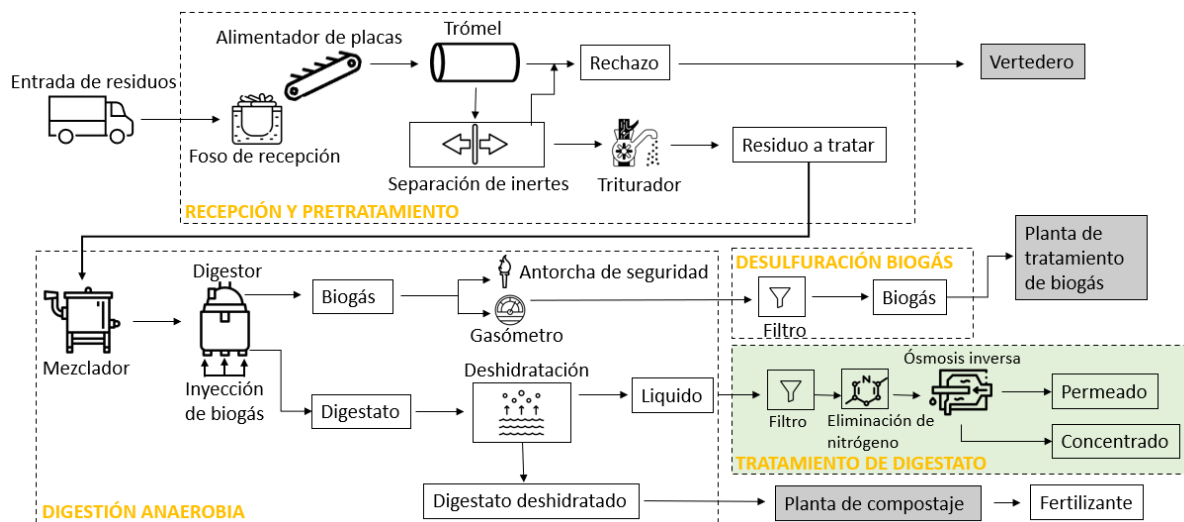 Entrada de residuos
Alimentador de placas
Foso de recepción
Trómel
Rechazo
Vertedero
Separación de inertes
Triturador
Residuo a tratar
RECEPCIÓN Y PRETRATAMIENTO
Mezclador
Digestor
Inyección
de biogás
Biogás
Antorcha de seguridad
Gasómetro
Digestato
Deshidratación
Liquido
Digestato deshidratado
DIGESTIÓN ANAEROBIA
DESULFURACIÓN BIOGÁS
Filtro
Biogás
Planta de
tratamiento
de biogás
Filtro
N
Eliminación de
nitrógeno
Ósmosis inversa
Permeado
Concentrado
TRATAMIENTO DE DIGESTATO
Planta de compostaje
Fertilizante